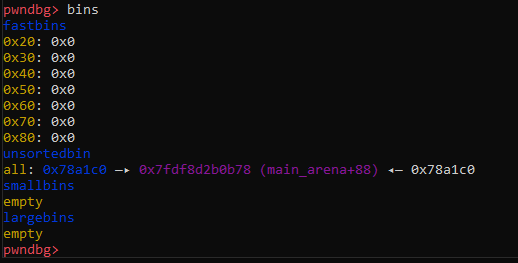 pwndbg> bins
fastbins
0x20: 0x0
0x30: 0x0
0x40: 0x0
0x50: 0x0
0x60: 0x0
0x70: 0x0
0x80: 0x0
unsortedbin
all: 0x78a1c0 —▸ 0x7fdf8d2b0b78 (main_arena+88) ◂— 0x78a1c0
smallbins
empty
largebins
empty
pwndbg>